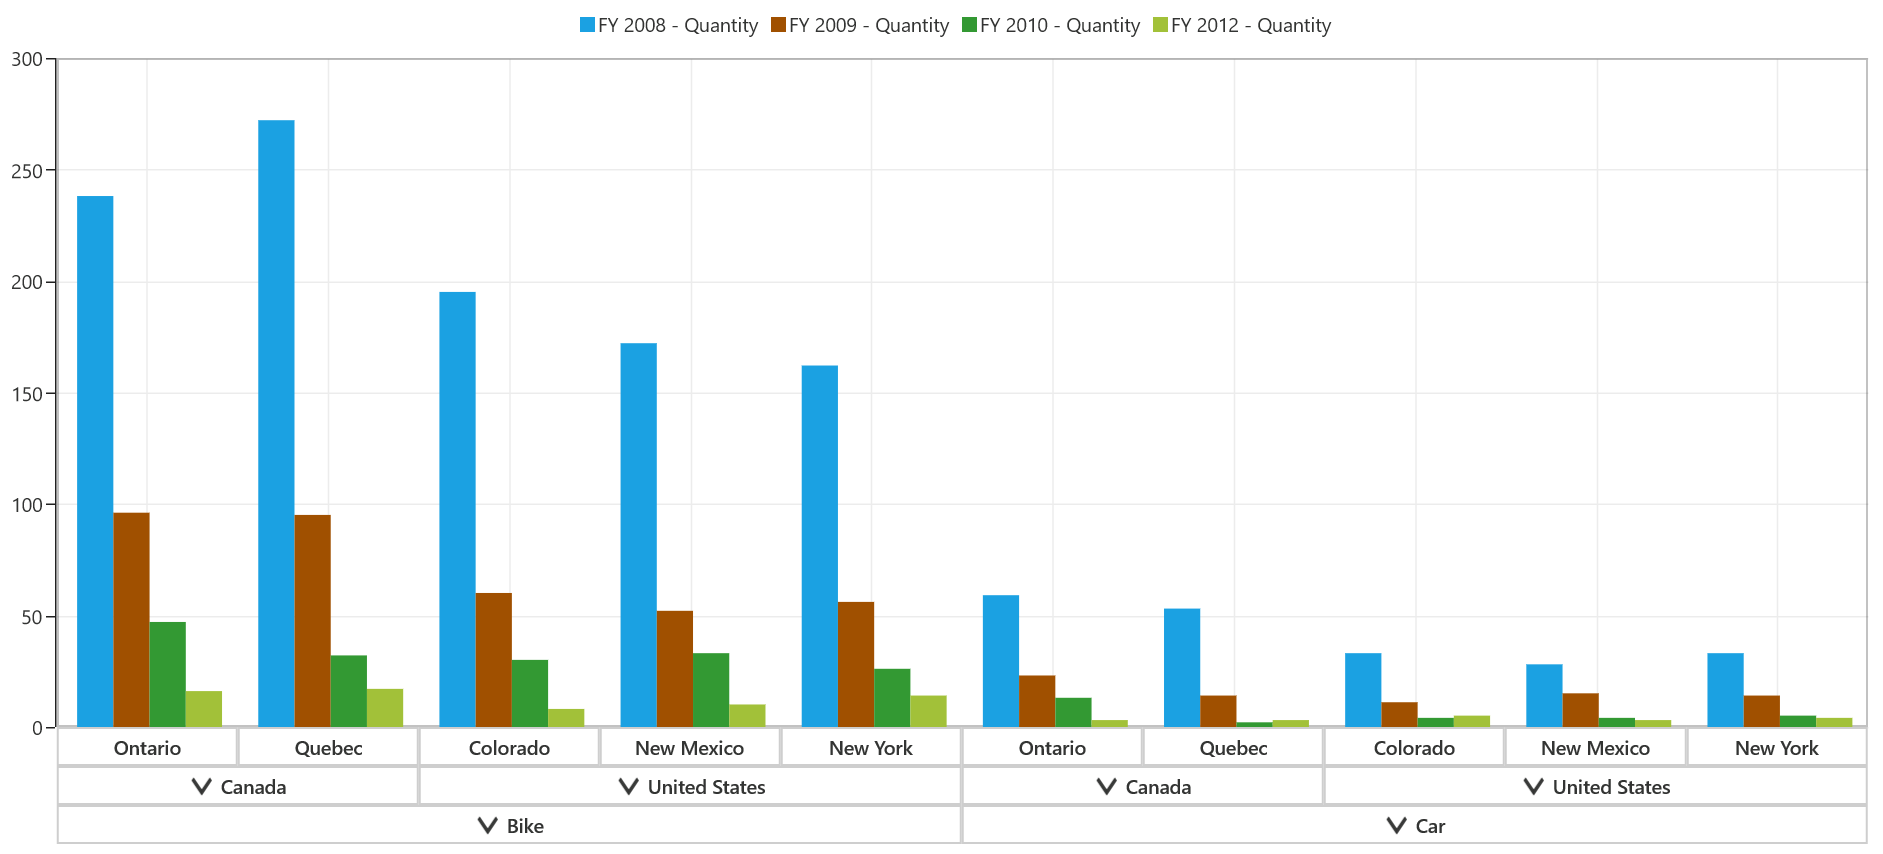 FY 2008 - Quantity FY 2009 - Quantity FY 2010 - Quantity FY 2012 - Quantity
300
250
200
150
100
50
0
Ontario Quebec Colorado New Mexico New York Ontario Quebec Colorado New Mexico New York
Canada United States Canada United States
Bike Car